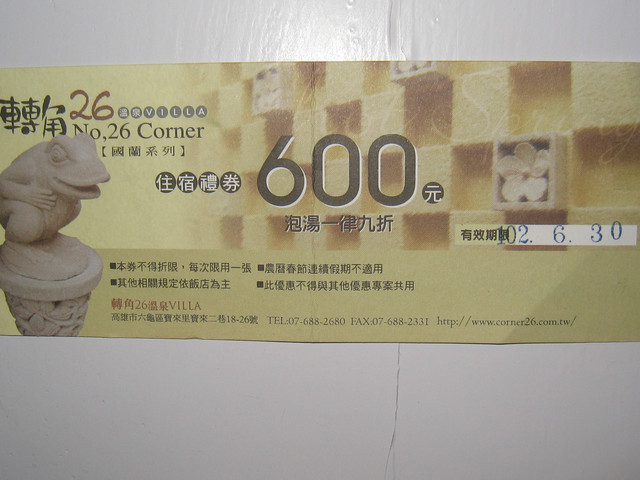 轉角26 溫泉VILLA
No,26 Corner
【國蘭系列】
住宿禮券 600元
泡湯一律九折
有效期限 102. 6. 30
■本券不得折限，每次限用一張 ■農曆春節連續假期不適用
■其他相關規定依飯店為主 ■此優惠不得與其他優惠專案共用
轉角26溫泉VILLA
高雄市六龜區寶來里寶來二巷18-26號 TEL:07-688-2680 FAX:07-688-2331 http://www.corner26.com.tw/